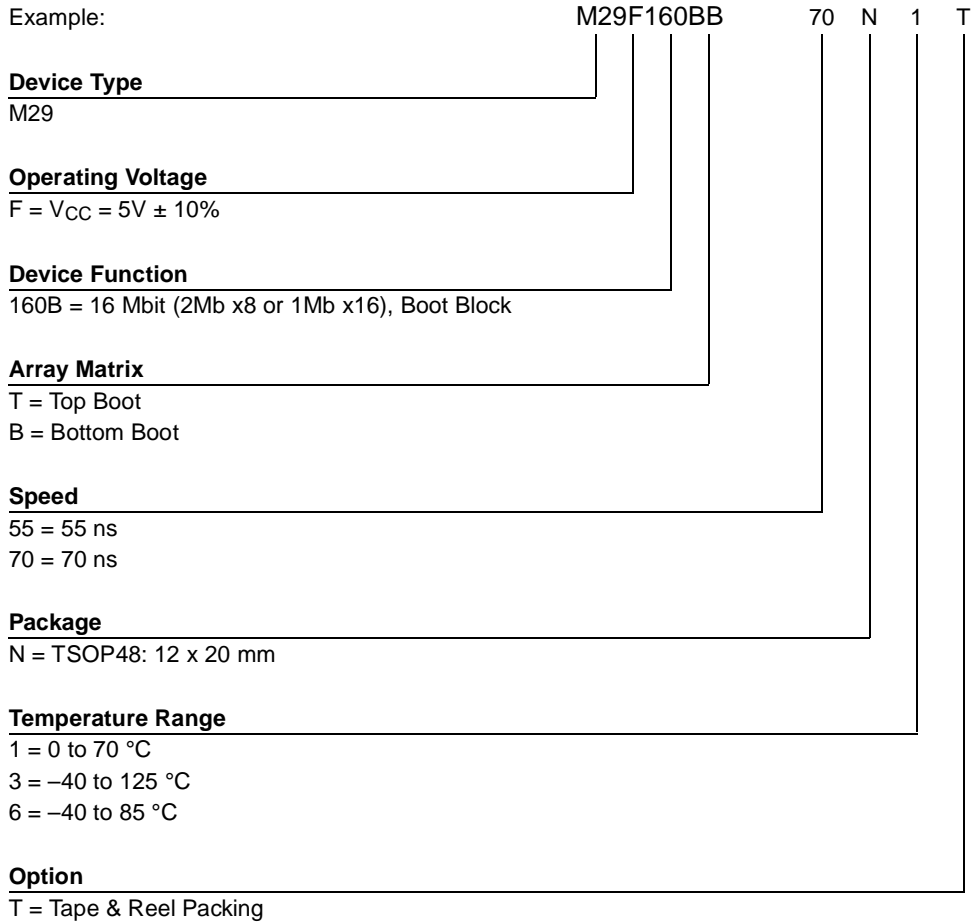 Example: M29F160BB 70 N 1 T
Device Type
M29
Operating Voltage
F = VCC = 5V ± 10%
Device Function
160B = 16 Mbit (2Mb x8 or 1Mb x16), Boot Block
Array Matrix
T = Top Boot
B = Bottom Boot
Speed
55 = 55 ns
70 = 70 ns
Package
N = TSOP48: 12 x 20 mm
Temperature Range
1 = 0 to 70 °C
3 = –40 to 125 °C
6 = –40 to 85 °C
Option
T = Tape & Reel Packing